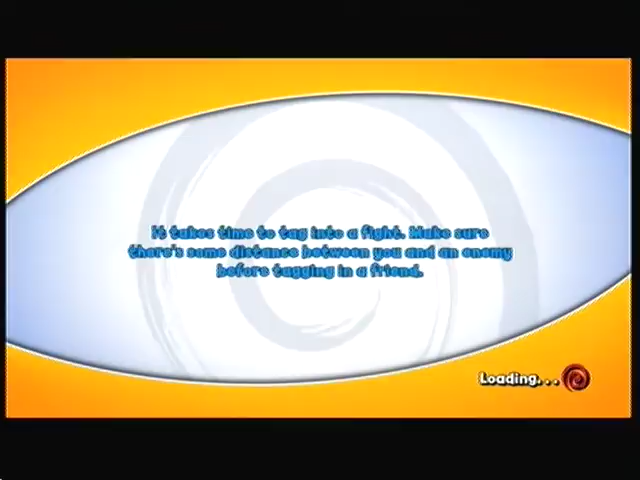 It takes time to tag into a fight. Make sure
there's some distance between you and an enemy
before tagging in a friend.
Loading...